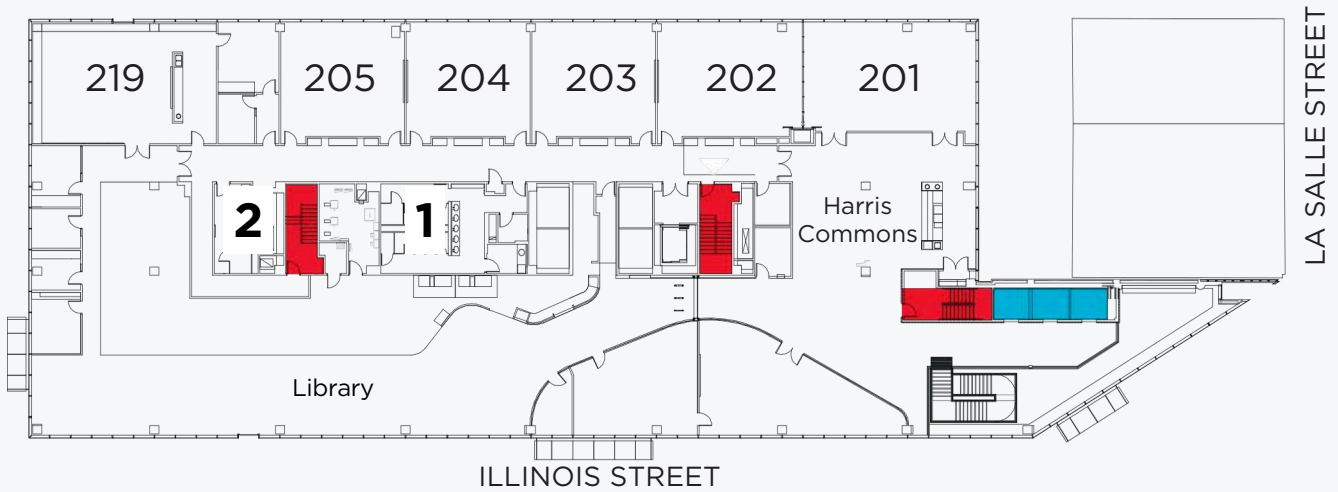 LA SALLE STREET
219
205
204
203
202
201
2
1
Harris
Commons
Library
ILLINOIS STREET